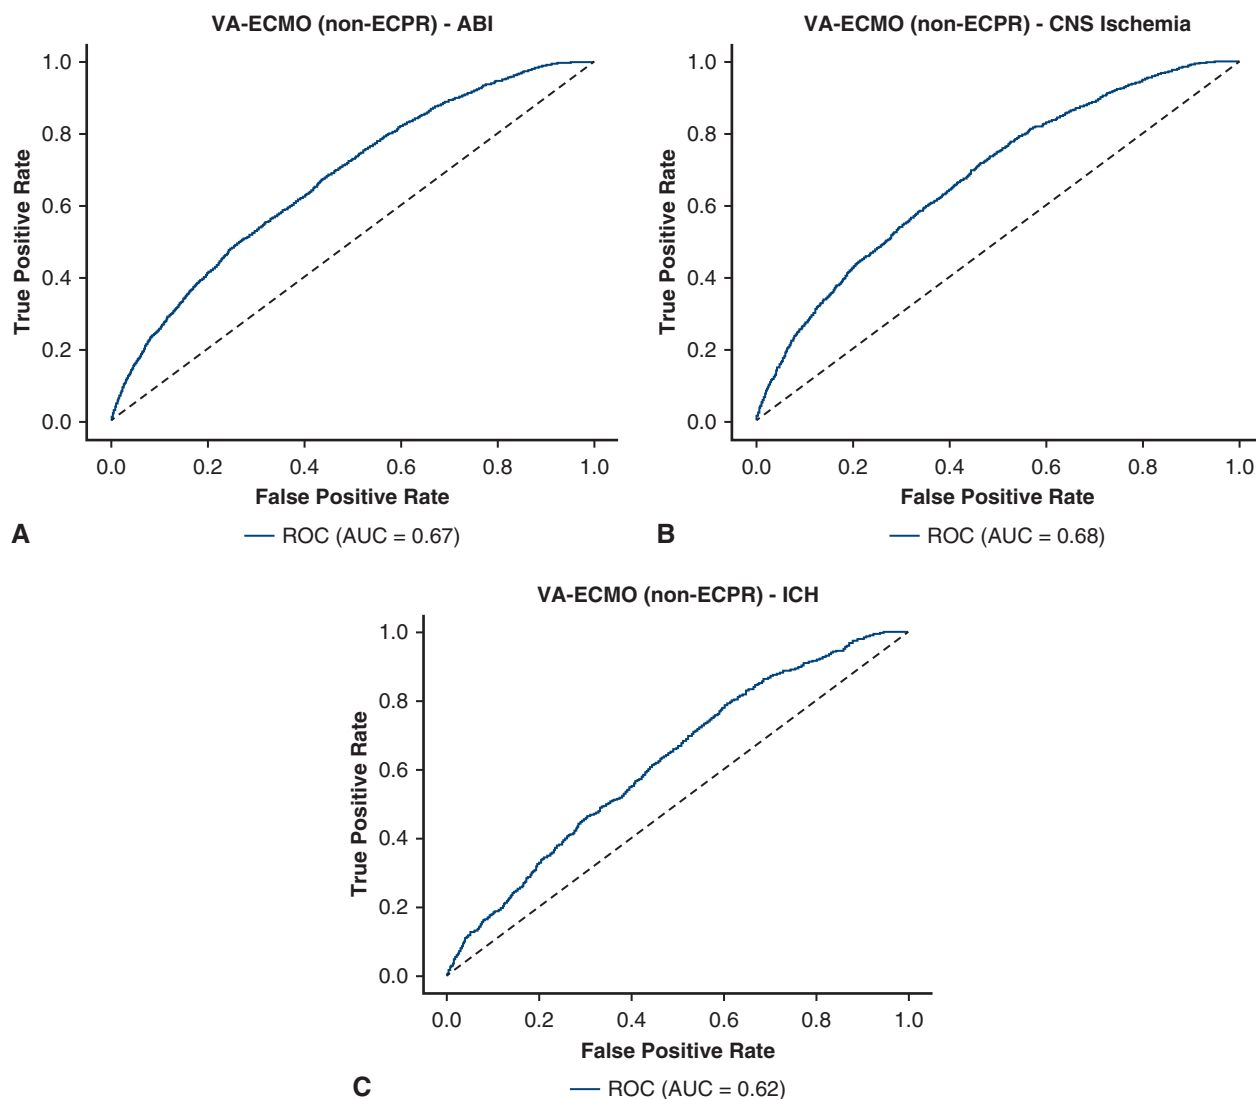 VA-ECMO (non-ECPR) - ABI
True Positive Rate
1.0
0.8
0.6
0.4
0.2
0.0
0.0 0.2 0.4 0.6 0.8 1.0
False Positive Rate
A
ROC (AUC = 0.67)
VA-ECMO (non-ECPR) - CNS Ischemia
True Positive Rate
1.0
0.8
0.6
0.4
0.2
0.0
0.0 0.2 0.4 0.6 0.8 1.0
False Positive Rate
B
ROC (AUC = 0.68)
VA-ECMO (non-ECPR) - ICH
True Positive Rate
1.0
0.8
0.6
0.4
0.2
0.0
0.0 0.2 0.4 0.6 0.8 1.0
False Positive Rate
C
ROC (AUC = 0.62)